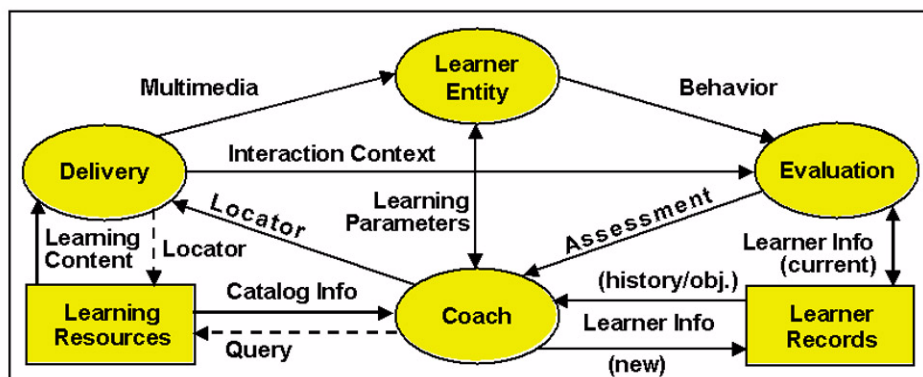 Learner
Entity
Multimedia
Behavior
Interaction Context
Delivery
Evaluation
Learning
Parameters
Locator
Assessment
Learning
Content
Locator
Learner Info
(current)
Catalog Info
(history/obj.)
Learning
Resources
Coach
Learner Info
Learner
Records
Query
(new)